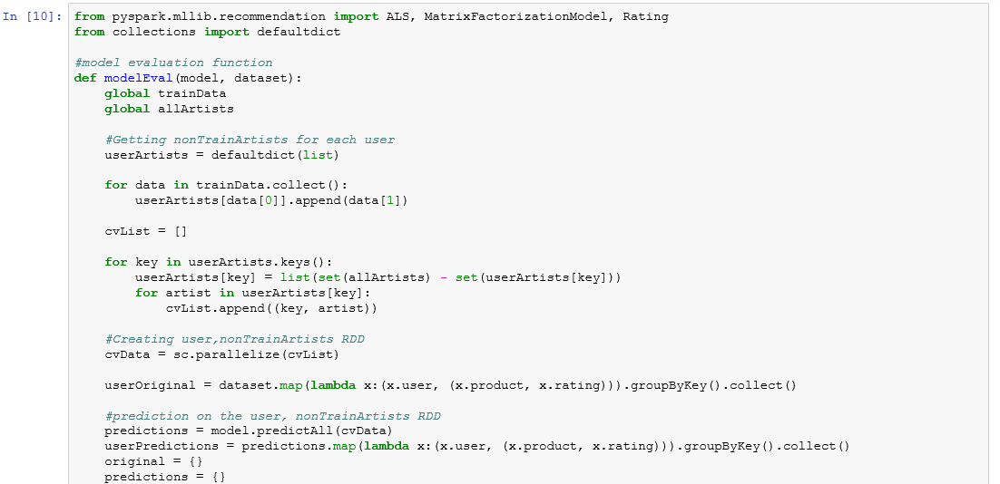 In [10]: from pyspark.mllib.recommendation import ALS, MatrixFactorizationModel, Rating
from collections import defaultdict
#model evaluation function
def modelEval(model, dataset):
    global trainData
    global allArtists
    #Getting nonTrainArtists for each user
    userArtists = defaultdict(list)
    for data in trainData.collect():
        userArtists[data[0]].append(data[1])
    cvList = []
    for key in userArtists.keys():
        userArtists[key] = list(set(allArtists) - set(userArtists[key]))
        for artist in userArtists[key]:
            cvList.append((key, artist))
    #Creating user,nonTrainArtists RDD
    cvData = sc.parallelize(cvList)
    userOriginal = dataset.map(lambda x:(x.user, (x.product, x.rating))).groupByKey().collect()
    #prediction on the user, nonTrainArtists RDD
    predictions = model.predictAll(cvData)
    userPredictions = predictions.map(lambda x:(x.user, (x.product, x.rating))).groupByKey().collect()
    original = {}
    predictions = {}